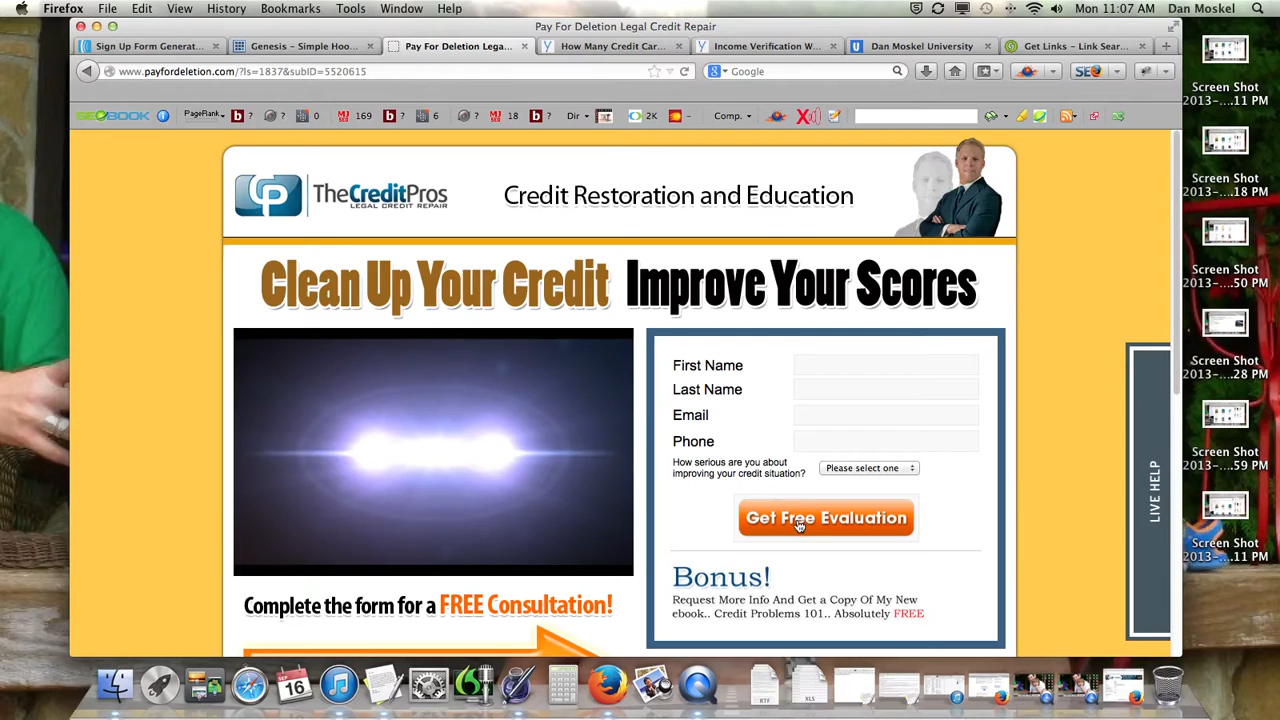 Firefox File Edit View History Bookmarks Tools Window Help Mon 11:07 AM Dan Moskel
Pay For Deletion Legal Credit Repair
Sign Up Form Generat... Genesis – Simple Hoo... Pay For Deletion Lega... How Many Credit Car... Income Verification W... Dan Moskel University Get Links – Link Sear...
www.payfordeletion.com/?ls=1837&subID=5520615 Google SEO
SEOBOOK PageRank ? ? 0 169 ? 6 ? 18 ? Dir 2K – Comp.
Screen Shot
2013-....11 PM
Screen Shot
2013-....18 PM
Screen Shot
2013-....50 PM
Screen Shot
2013-....28 PM
Screen Shot
2013-....59 PM
Screen Shot
2013-....11 PM
CP TheCreditPros
LEGAL CREDIT REPAIR
Credit Restoration and Education
Clean Up Your Credit Improve Your Scores
First Name
Last Name
Email
Phone
How serious are you about
improving your credit situation?
Please select one
Get Free Evaluation
Bonus!
Request More Info And Get a Copy Of My New
ebook.. Credit Problems 101.. Absolutely FREE
Complete the form for a FREE Consultation!
LIVE HELP
RTF
XLS